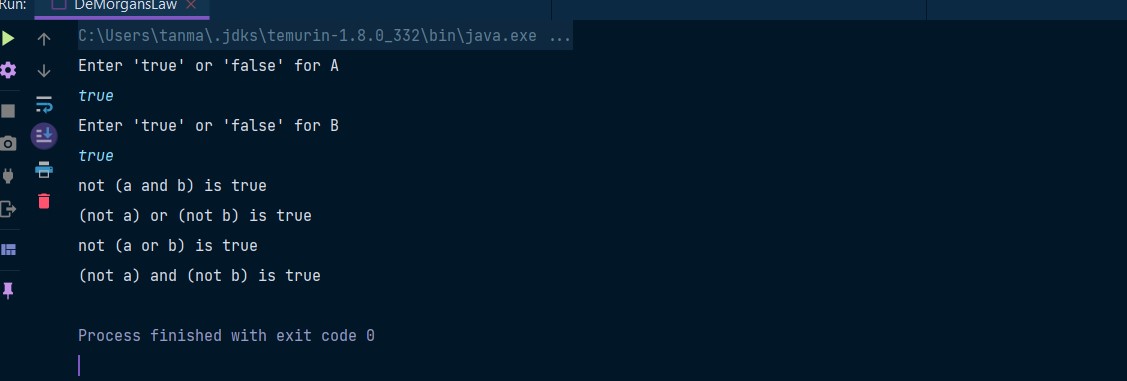 Run:
DeMorgansLaw
C:\Users\tanma\.jdks\temurin-1.8.0_332\bin\java.exe ...
Enter 'true' or 'false' for A
true
Enter 'true' or 'false' for B
true
not (a and b) is true
(not a) or (not b) is true
not (a or b) is true
(not a) and (not b) is true
Process finished with exit code 0